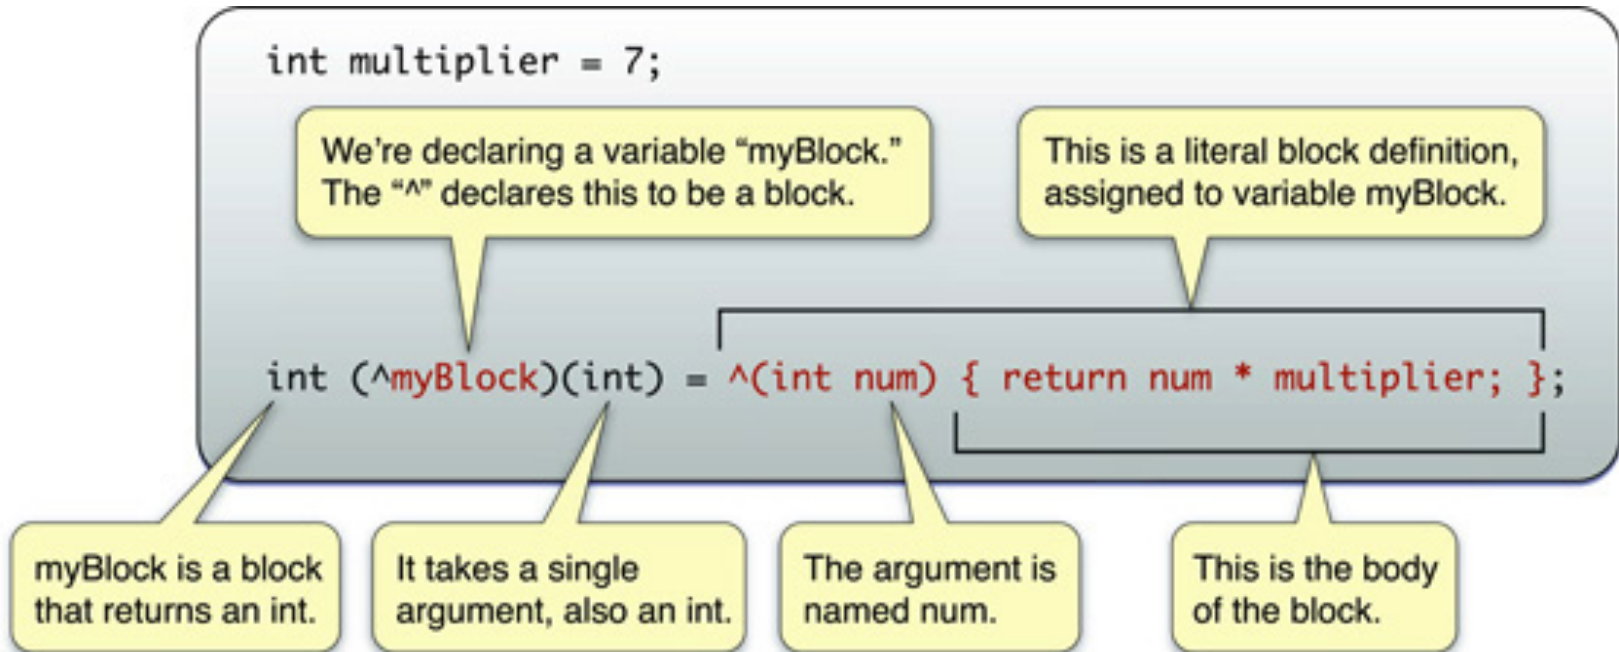 int multiplier = 7;
We're declaring a variable “myBlock.”
The “^” declares this to be a block.
This is a literal block definition,
assigned to variable myBlock.
int (^myBlock)(int) = ^(int num) { return num * multiplier; };
myBlock is a block
that returns an int.
It takes a single
argument, also an int.
The argument is
named num.
This is the body
of the block.